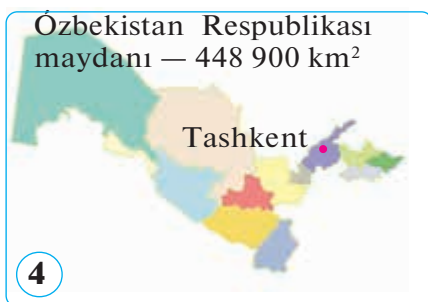 Ózbekistan Respublikası
maydanı — 448 900 km²
Tashkent
4